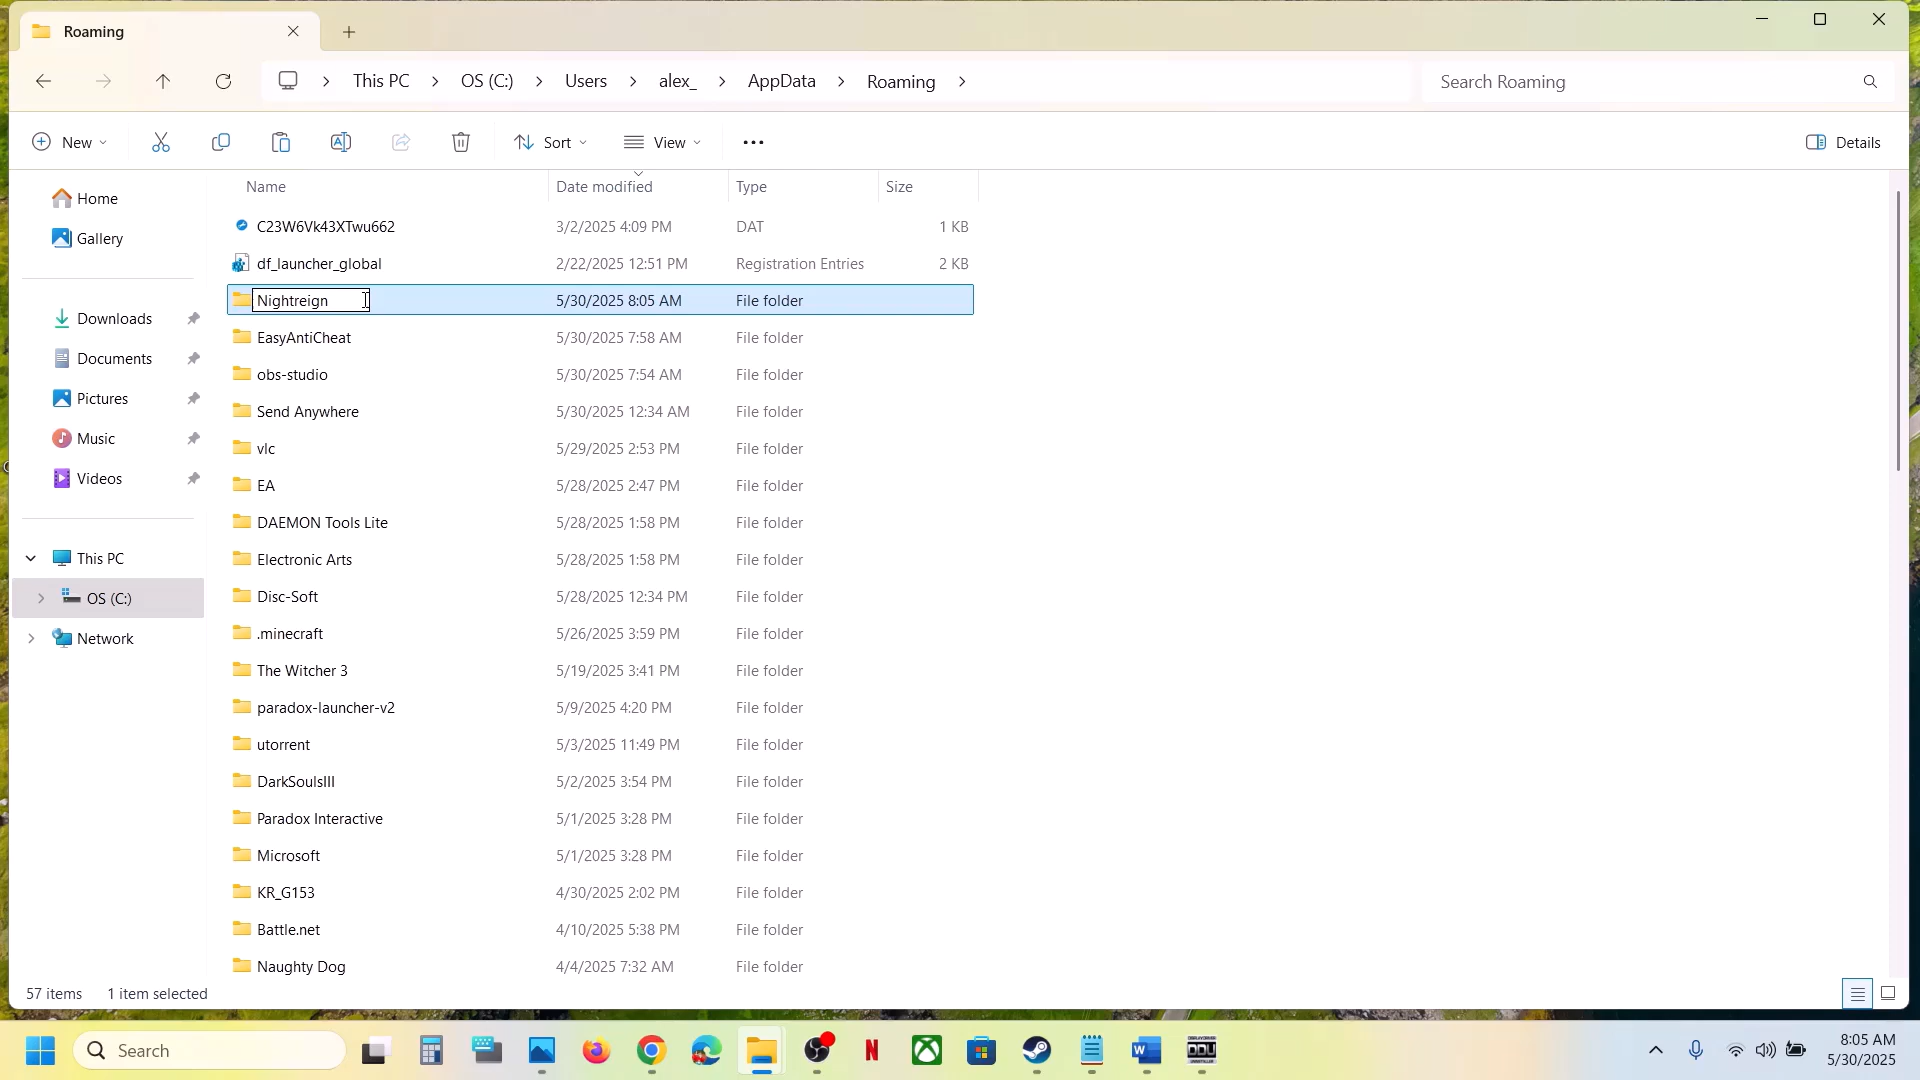 Roaming
This PC
OS (C:)
Users
alex_
AppData
Roaming
Search Roaming
New
Sort
View
Details
Name Date modified Type Size
C23W6Vk43XTwu662 3/2/2025 4:09 PM DAT 1 KB
df_launcher_global 2/22/2025 12:51 PM Registration Entries 2 KB
Nightreign 5/30/2025 8:05 AM File folder
EasyAntiCheat 5/30/2025 7:58 AM File folder
obs-studio 5/30/2025 7:54 AM File folder
Send Anywhere 5/30/2025 12:34 AM File folder
vlc 5/29/2025 2:53 PM File folder
EA 5/28/2025 2:47 PM File folder
DAEMON Tools Lite 5/28/2025 1:58 PM File folder
Electronic Arts 5/28/2025 1:58 PM File folder
Disc-Soft 5/28/2025 12:34 PM File folder
.minecraft 5/26/2025 3:59 PM File folder
The Witcher 3 5/19/2025 3:41 PM File folder
paradox-launcher-v2 5/9/2025 4:20 PM File folder
utorrent 5/3/2025 11:49 PM File folder
DarkSoulsIII 5/2/2025 3:54 PM File folder
Paradox Interactive 5/1/2025 3:28 PM File folder
Microsoft 5/1/2025 3:28 PM File folder
KR_G153 4/30/2025 2:02 PM File folder
Battle.net 4/10/2025 5:38 PM File folder
Naughty Dog 4/4/2025 7:32 AM File folder
Home
Gallery
Downloads
Documents
Pictures
Music
Videos
This PC
OS (C:)
Network
57 items 1 item selected
Search
DDU
8:05 AM
5/30/2025